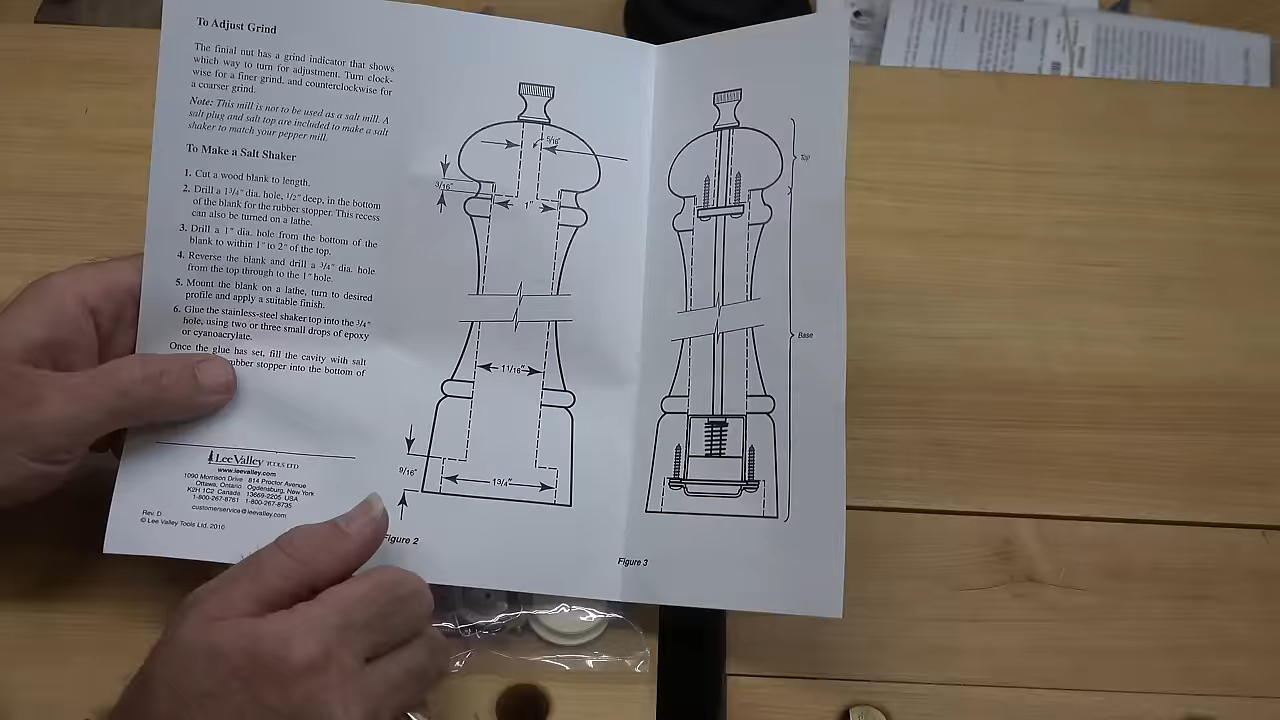 To Adjust Grind
The finial nut has a grind indicator that shows
which way to turn for adjustment. Turn clock-
wise for a finer grind, and counterclockwise for
a coarser grind.
Note: This mill is not to be used as a salt mill. A
salt plug and salt top are included to make a salt
shaker to match your pepper mill.
To Make a Salt Shaker
1. Cut a wood blank to length.
2. Drill a 1 3/4" dia. hole, 1/2" deep, in the bottom
of the blank for the rubber stopper. This recess
can also be turned on a lathe.
3. Drill a 1" dia. hole from the bottom of the
blank to within 1" to 2" of the top.
4. Reverse the blank and drill a 3/4" dia. hole
from the top through to the 1" hole.
5. Mount the blank on a lathe, turn to desired
profile and apply a suitable finish.
6. Glue the stainless-steel shaker top into the 3/4"
hole, using two or three small drops of epoxy
or cyanoacrylate.
Once the glue has set, fill the cavity with salt
rubber stopper into the bottom of
Lee Valley TOOLS LTD
www.leevalley.com
1090 Morrison Drive 814 Proctor Avenue
Ottawa, Ontario Ogdensburg, New York
K2H 1C2 Canada 13669-2205 USA
1-800-267-8761 1-800-267-8735
customerservice@leevalley.com
Rev. D
© Lee Valley Tools Ltd. 2010
5/16"
3/16"
1"
1 1/16"
9/16"
1 3/4"
Figure 2
Top
Base
Figure 3